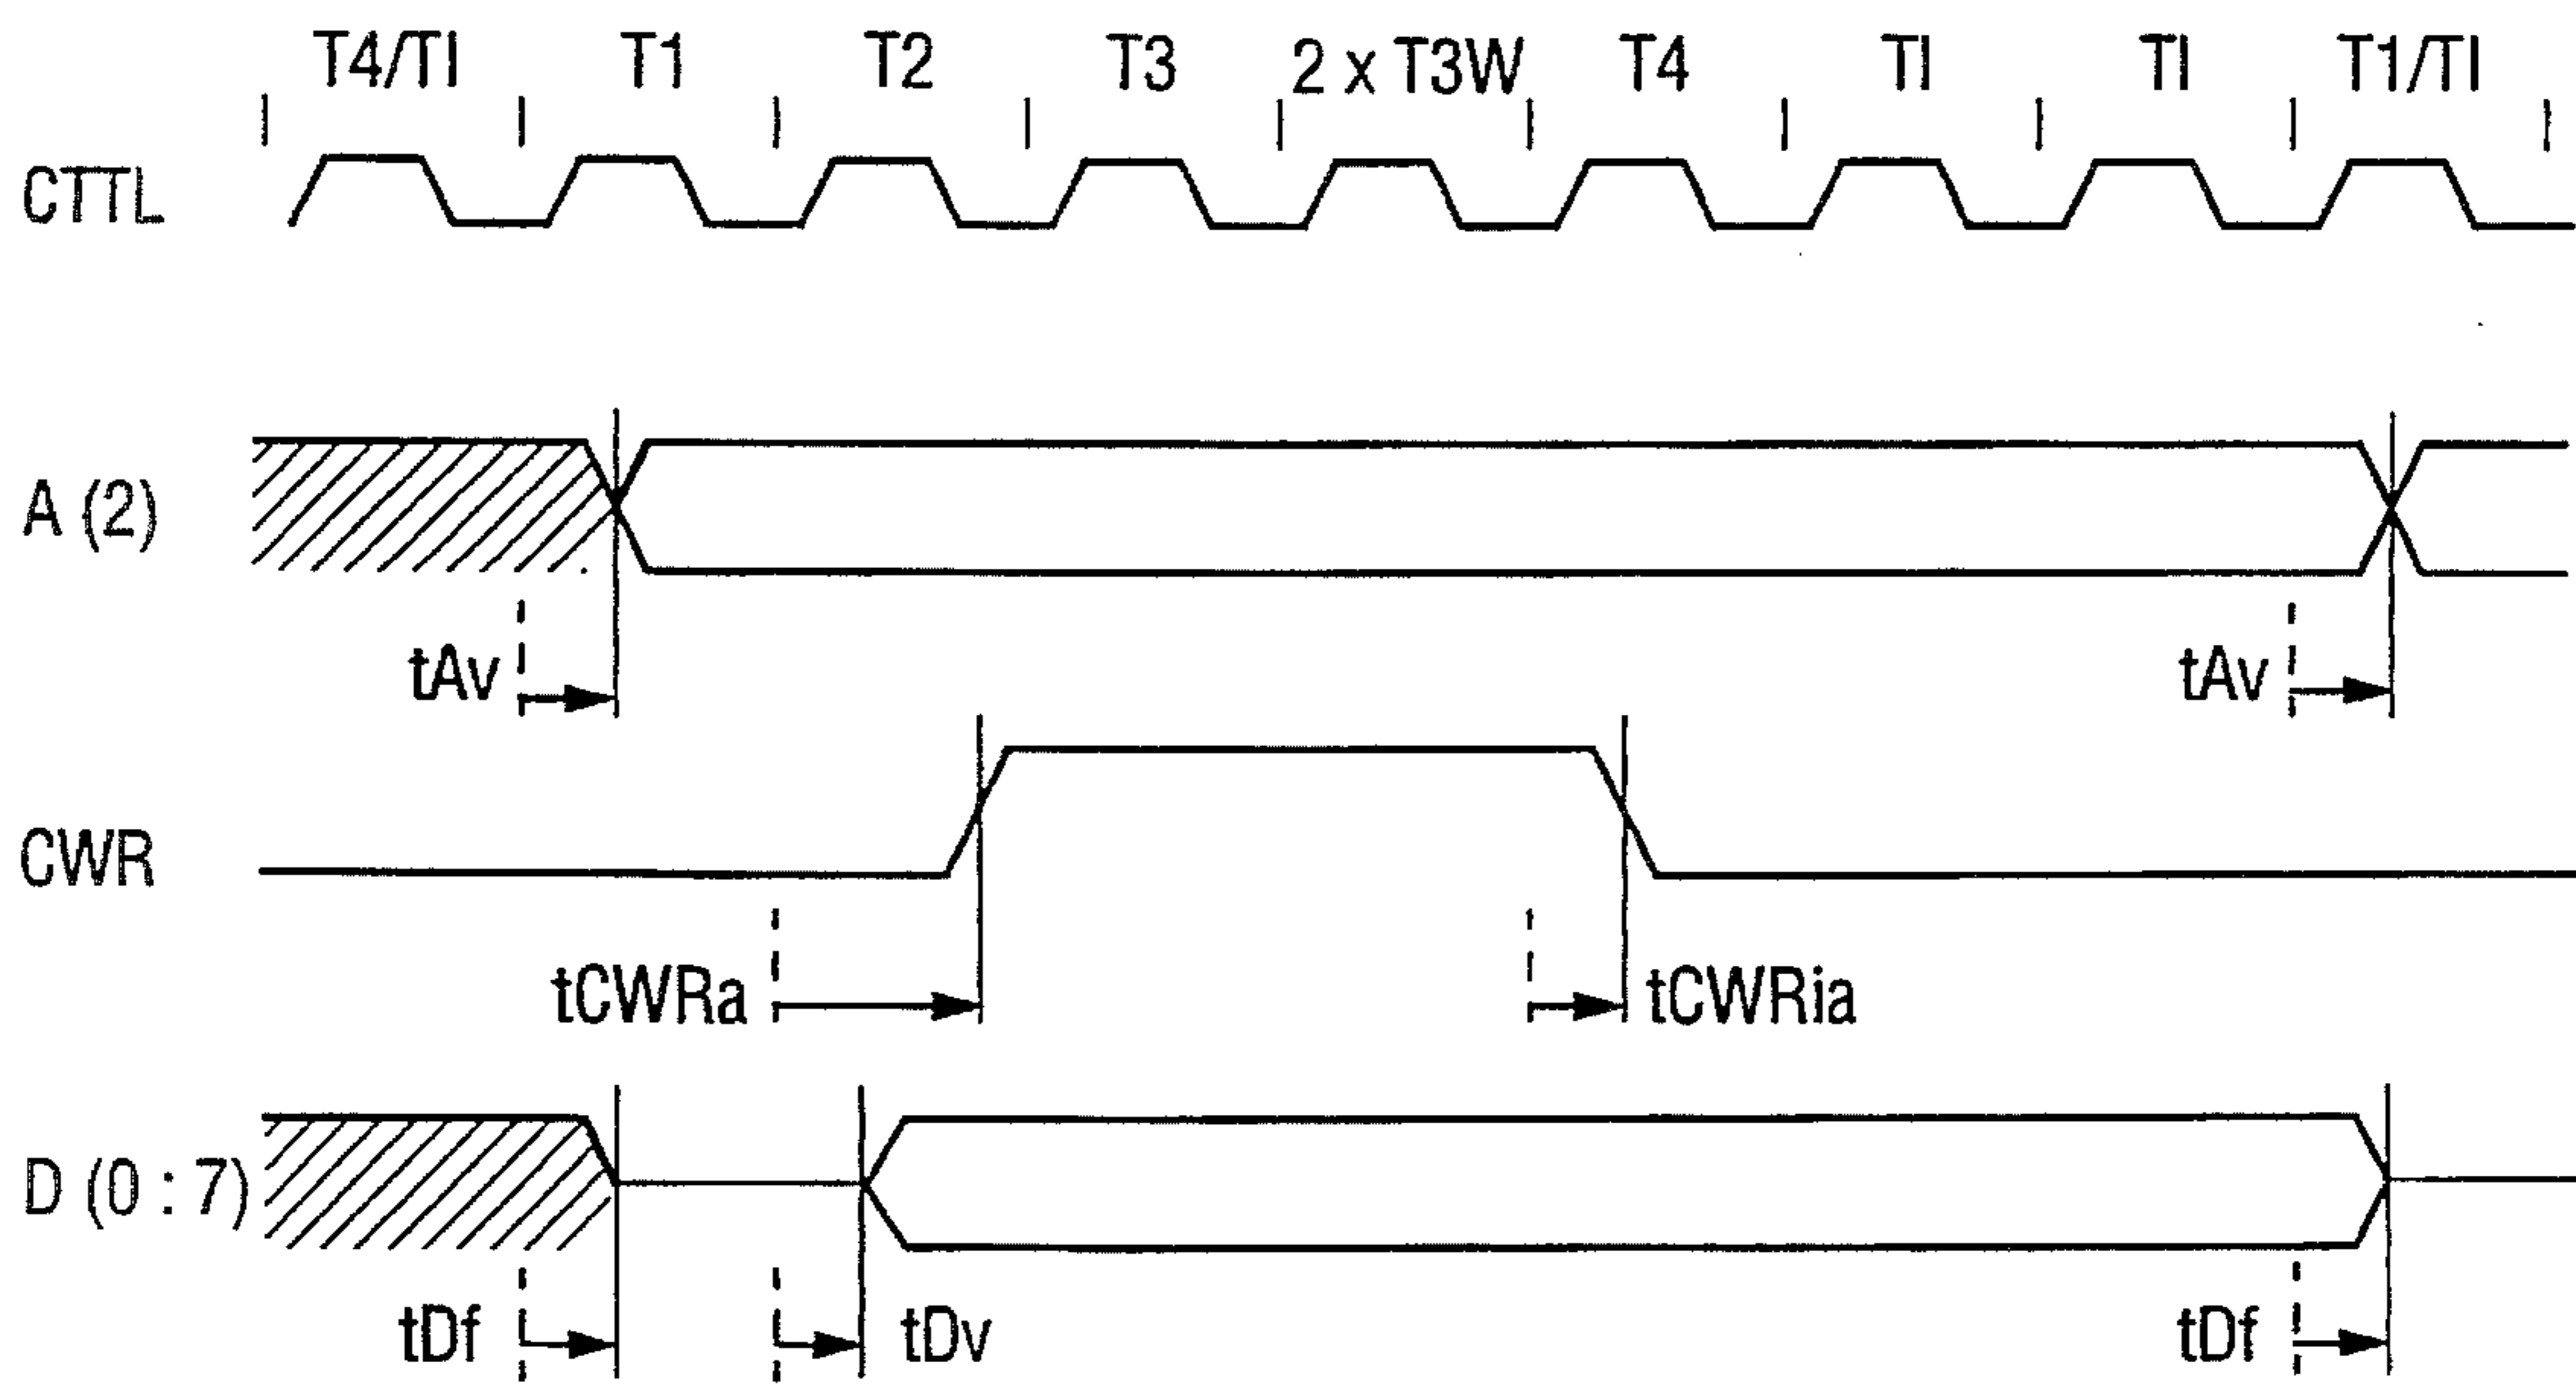 T4/TI T1 T2 T3 2 x T3W T4 TI TI T1/TI
CTTL
A (2)
tAv tAv
CWR
tCWRa tCWRia
D (0 : 7)
tDf tDv tDf